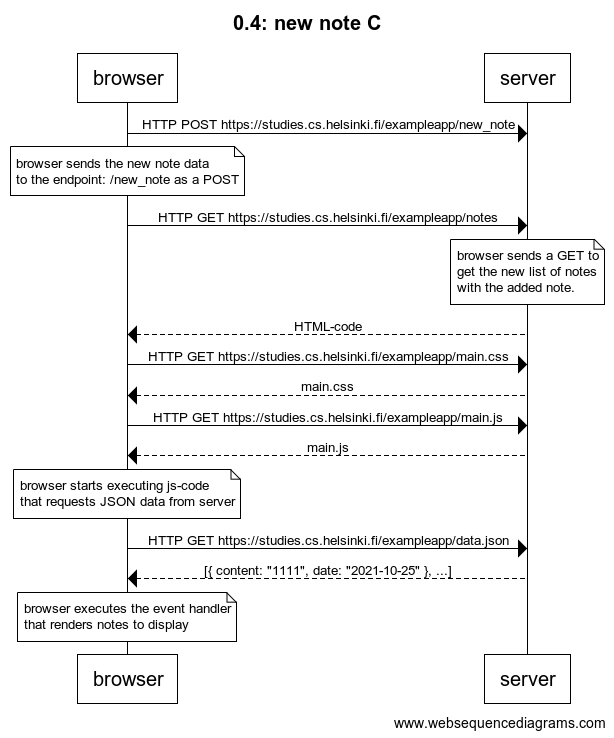 0.4: new note C
browser
server
HTTP POST https://studies.cs.helsinki.fi/exampleapp/new_note
browser sends the new note data
to the endpoint: /new_note as a POST
HTTP GET https://studies.cs.helsinki.fi/exampleapp/notes
browser sends a GET to
get the new list of notes
with the added note.
HTML-code
HTTP GET https://studies.cs.helsinki.fi/exampleapp/main.css
main.css
HTTP GET https://studies.cs.helsinki.fi/exampleapp/main.js
main.js
browser starts executing js-code
that requests JSON data from server
HTTP GET https://studies.cs.helsinki.fi/exampleapp/data.json
[{ content: "1111", date: "2021-10-25" }, ...]
browser executes the event handler
that renders notes to display
browser
server
www.websequencediagrams.com